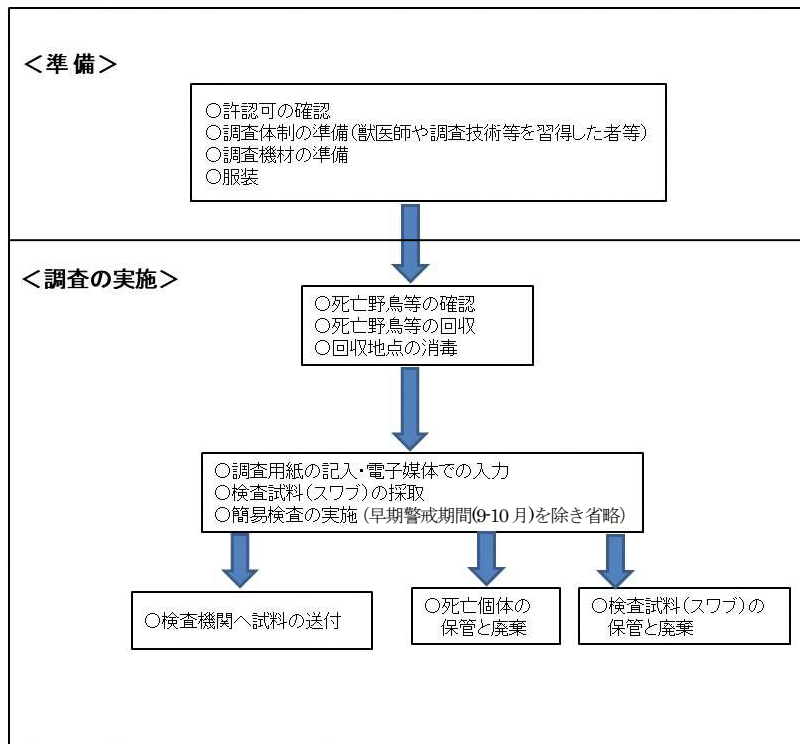 ＜準 備＞
○許認可の確認
○調査体制の準備（獣医師や調査技術等を習得した者等）
○調査機材の準備
○服装
＜調査の実施＞
○死亡野鳥等の確認
○死亡野鳥等の回収
○回収地点の消毒
○調査用紙の記入・電子媒体での入力
○検査試料（スワブ）の採取
○簡易検査の実施 (早期警戒期間(9-10 月)を除き省略)
○検査機関へ試料の送付
○死亡個体の
保管と廃棄
○検査試料（スワブ）の
保管と廃棄